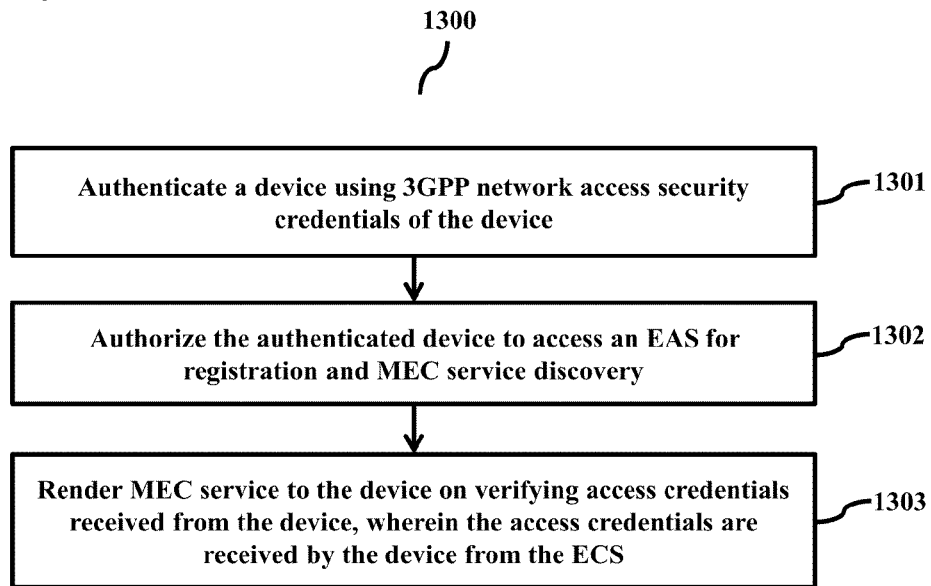 1300
Authenticate a device using 3GPP network access security
credentials of the device
1301
Authorize the authenticated device to access an EAS for
registration and MEC service discovery
1302
Render MEC service to the device on verifying access credentials
received from the device, wherein the access credentials are
received by the device from the ECS
1303